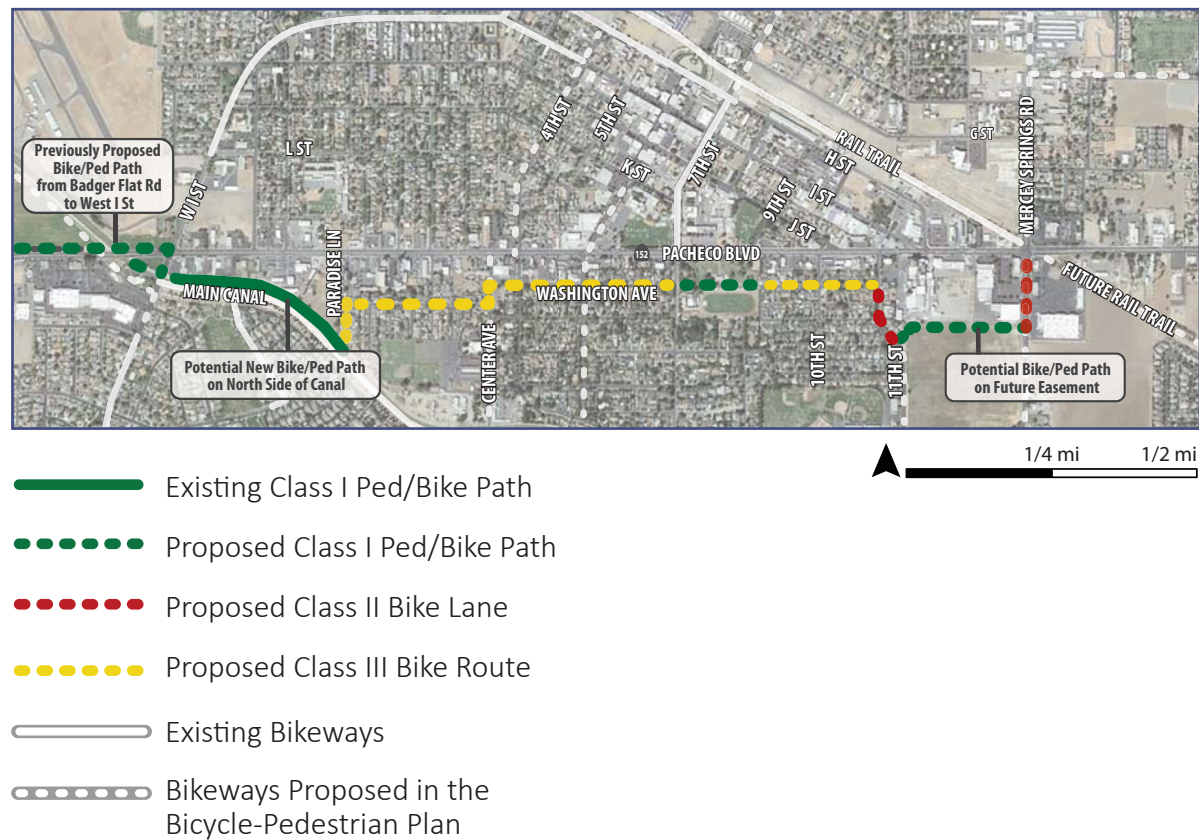 Previously Proposed
Bike/Ped Path
from Badger Flat Rd
to West I St
W I ST
L ST
4TH ST
5TH ST
K ST
7TH ST
RAIL TRAIL
H ST
I ST
J ST
9TH ST
G ST
MERCEY SPRINGS RD
152
PACHECO BLVD
MAIN CANAL
PARADISE LN
WASHINGTON AVE
CENTER AVE
10TH ST
11TH ST
FUTURE RAIL TRAIL
Potential New Bike/Ped Path
on North Side of Canal
Potential Bike/Ped Path
on Future Easement
1/4 mi
1/2 mi
Existing Class I Ped/Bike Path
Proposed Class I Ped/Bike Path
Proposed Class II Bike Lane
Proposed Class III Bike Route
Existing Bikeways
Bikeways Proposed in the
Bicycle-Pedestrian Plan